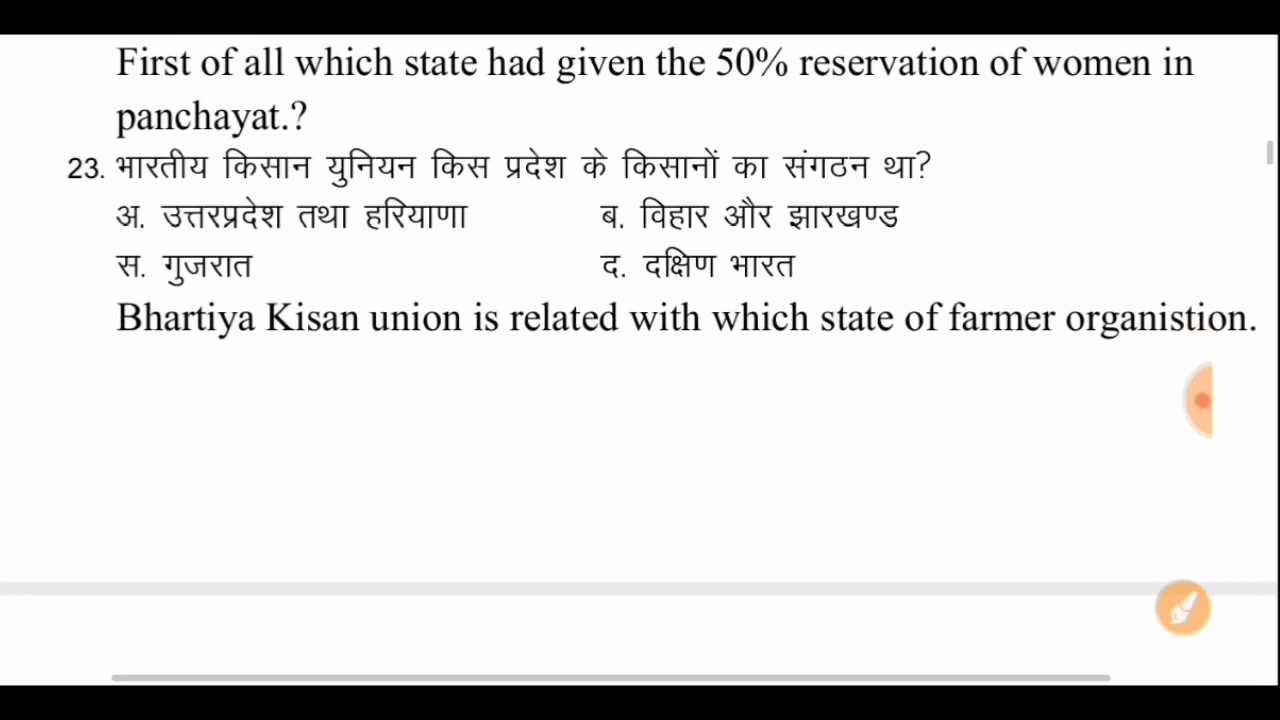 First of all which state had given the 50% reservation of women in
panchayat.?
23. भारतीय किसान युनियन किस प्रदेश के किसानों का संगठन था?
अ. उत्तरप्रदेश तथा हरियाणा ब. विहार और झारखण्ड
स. गुजरात द. दक्षिण भारत
Bhartiya Kisan union is related with which state of farmer organistion.